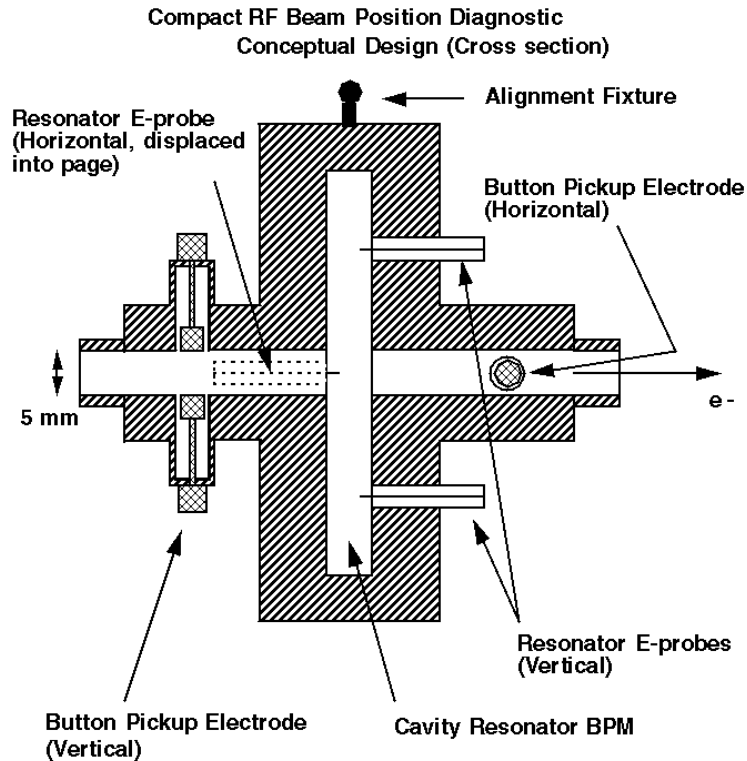 Compact RF Beam Position Diagnostic
Conceptual Design (Cross section)
Alignment Fixture
Resonator E-probe
(Horizontal, displaced
into page)
Button Pickup Electrode
(Horizontal)
5 mm
e-
Resonator E-probes
(Vertical)
Button Pickup Electrode
(Vertical)
Cavity Resonator BPM